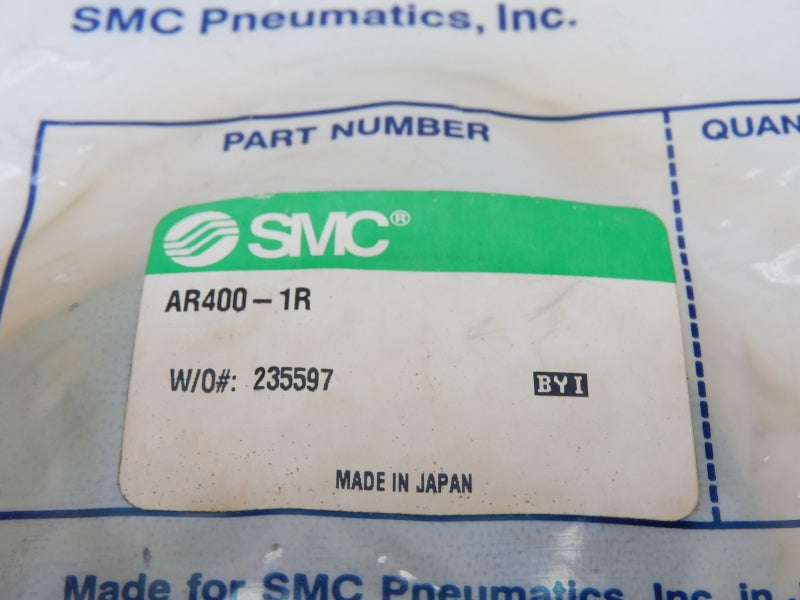 SMC Pneumatics, Inc.
PART NUMBER
QUAN
SMC®
AR400-1R
W/O#: 235597
BYI
MADE IN JAPAN
Made for SMC Pneumatics, Inc. in J